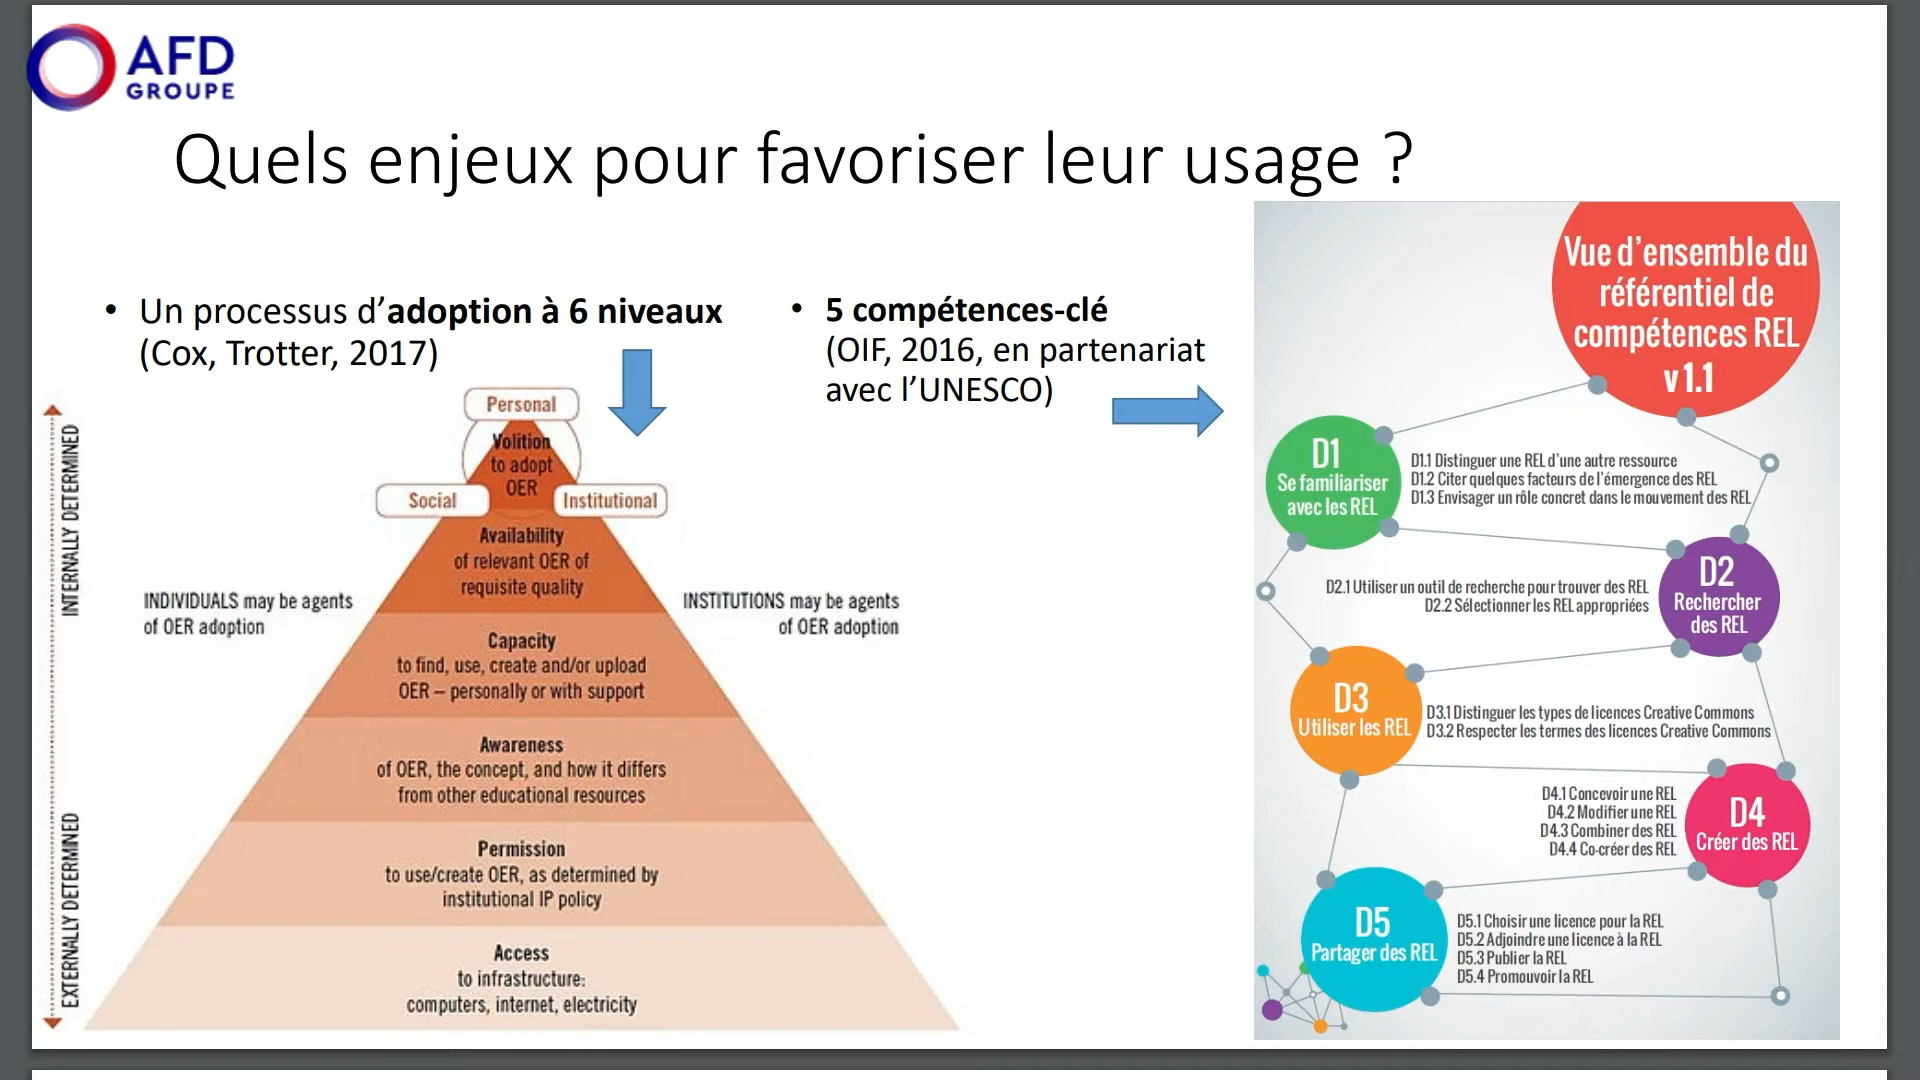 AFD
GROUPE
Quels enjeux pour favoriser leur usage ?
• Un processus d’adoption à 6 niveaux
(Cox, Trotter, 2017)
• 5 compétences-clé
(OIF, 2016, en partenariat
avec l’UNESCO)
INTERNALLY DETERMINED
EXTERNALLY DETERMINED
Personal
Volition
to adopt
OER
Social
Institutional
Availability
of relevant OER of
requisite quality
INDIVIDUALS may be agents
of OER adoption
INSTITUTIONS may be agents
of OER adoption
Capacity
to find, use, create and/or upload
OER – personally or with support
Awareness
of OER, the concept, and how it differs
from other educational resources
Permission
to use/create OER, as determined by
institutional IP policy
Access
to infrastructure:
computers, internet, electricity
Vue d’ensemble du
référentiel de
compétences REL
v 1.1
D1
Se familiariser
avec les REL
D1.1 Distinguer une REL d’une autre ressource
D1.2 Citer quelques facteurs de l’émergence des REL
D1.3 Envisager un rôle concret dans le mouvement des REL
D2
Rechercher
des REL
D2.1 Utiliser un outil de recherche pour trouver des REL
D2.2 Sélectionner les REL appropriées
D3
Utiliser les REL
D3.1 Distinguer les types de licences Creative Commons
D3.2 Respecter les termes des licences Creative Commons
D4
Créer des REL
D4.1 Concevoir une REL
D4.2 Modifier une REL
D4.3 Combiner des REL
D4.4 Co-créer des REL
D5
Partager des REL
D5.1 Choisir une licence pour la REL
D5.2 Adjoindre une licence à la REL
D5.3 Publier la REL
D5.4 Promouvoir la REL